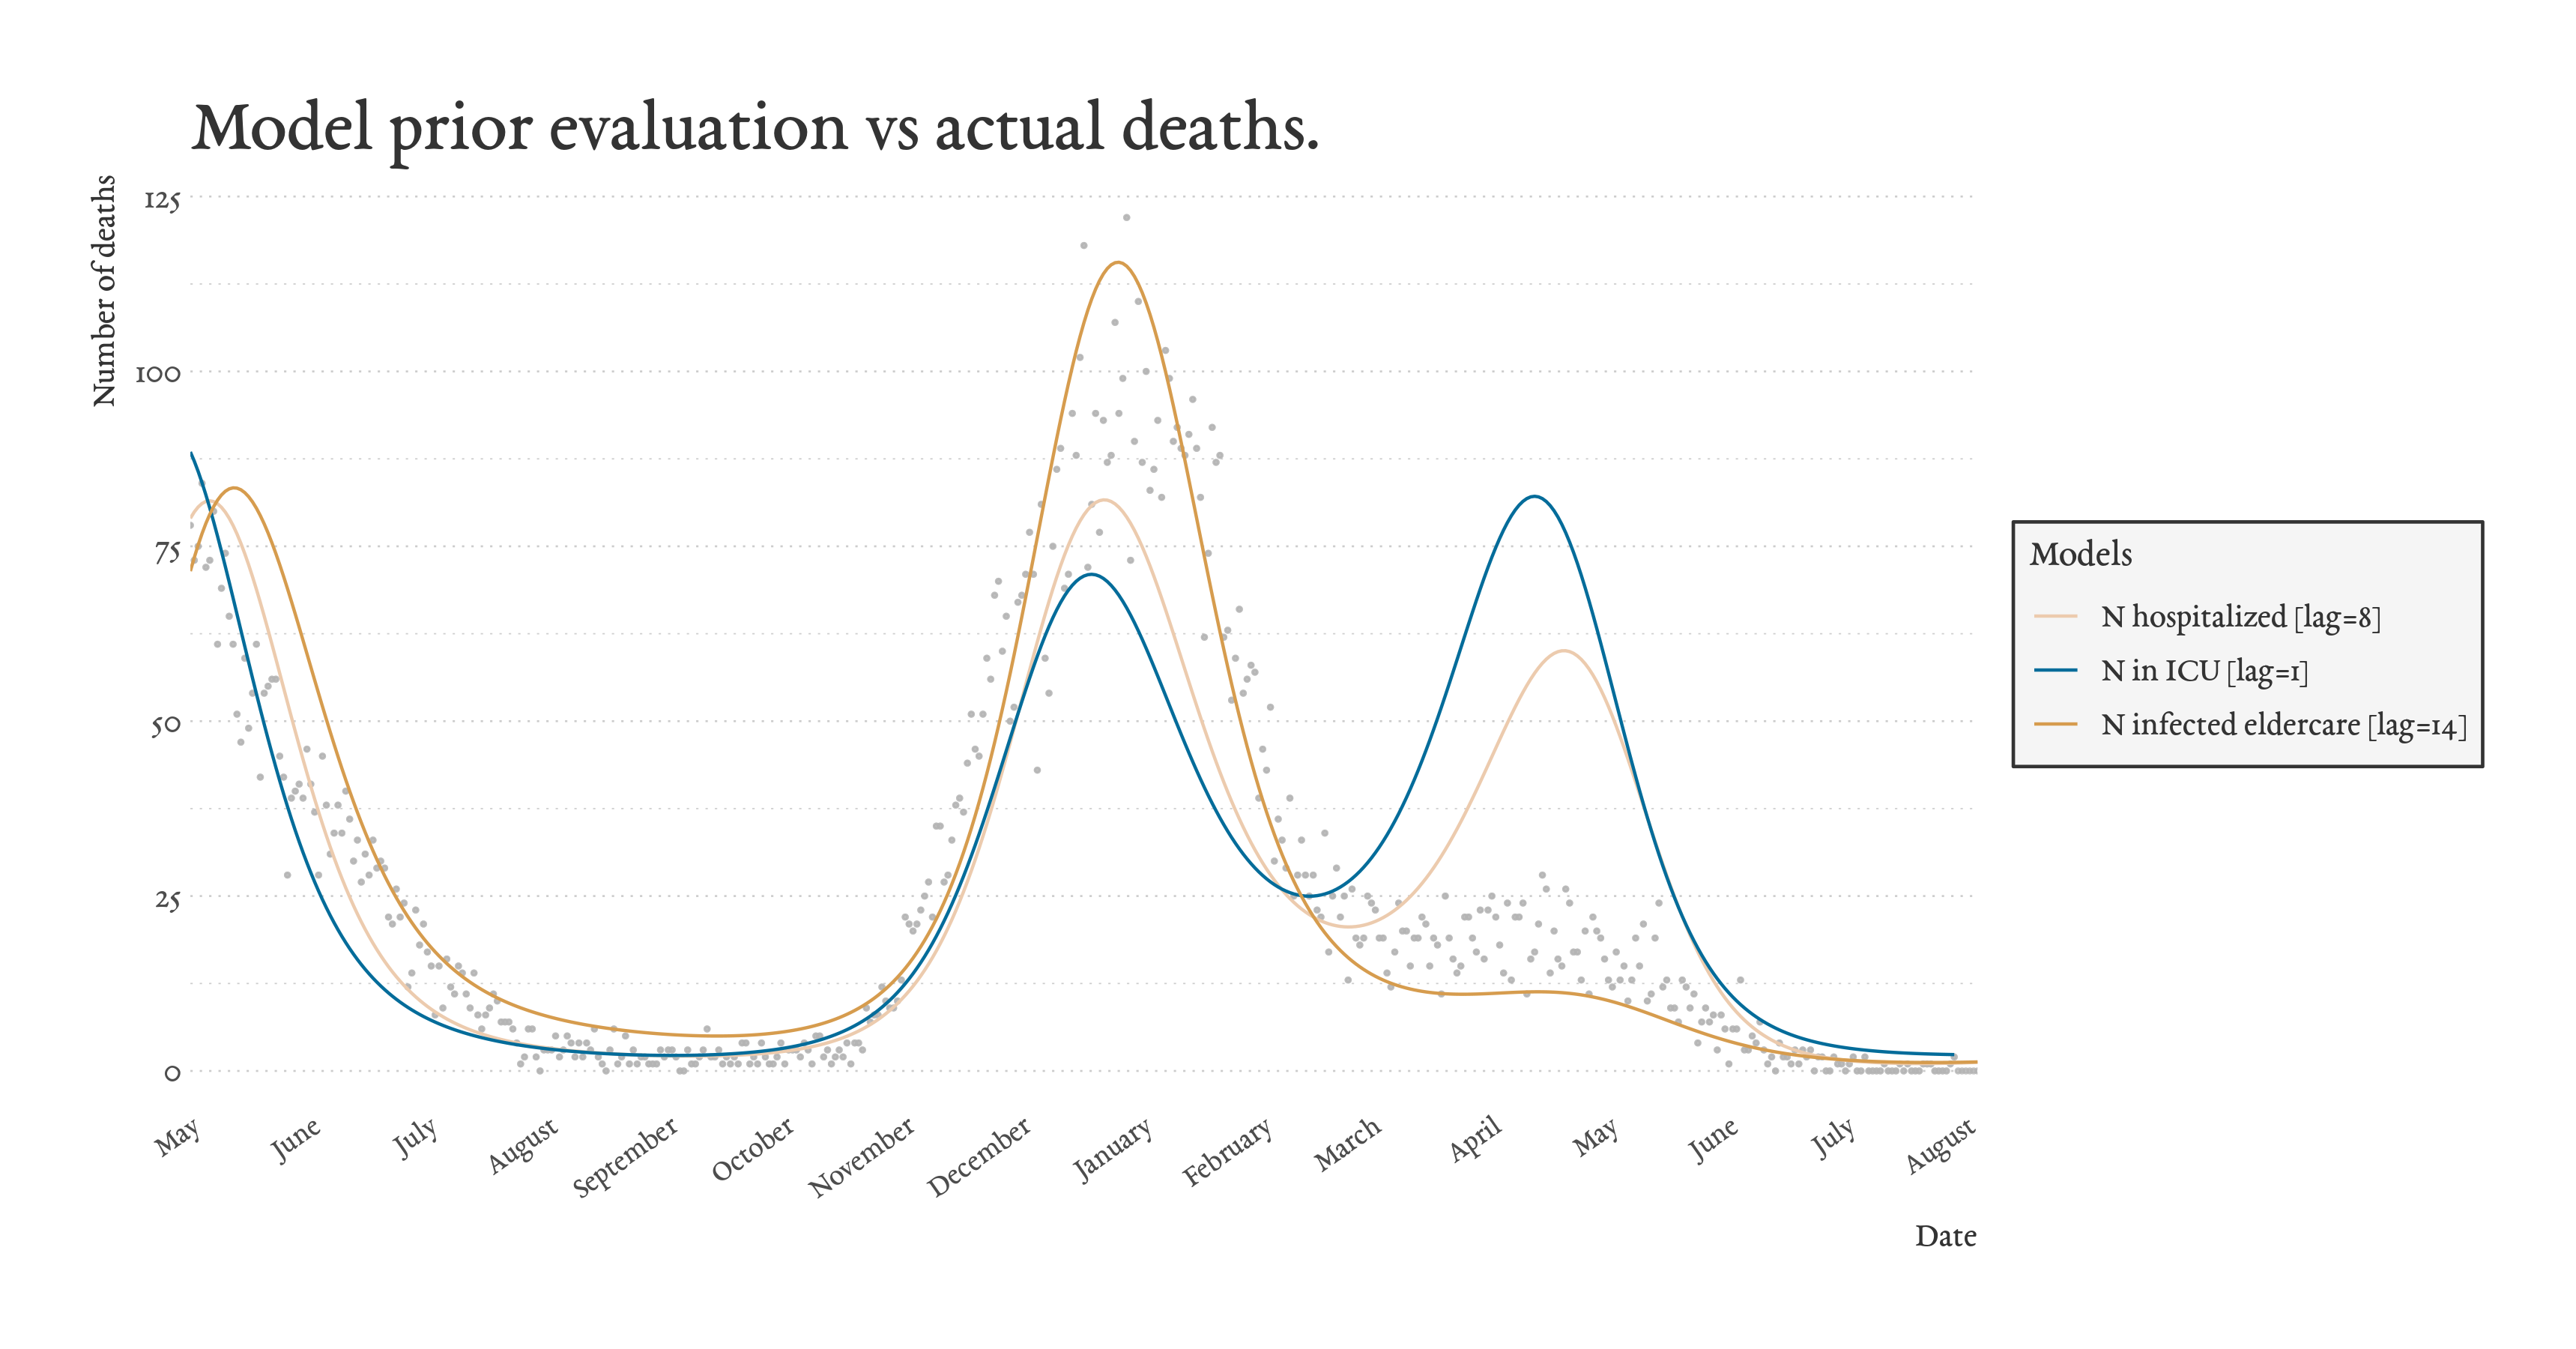 Model prior evaluation vs actual deaths.
Number of deaths
125
100
75
50
25
0
May
June
July
August
September
October
November
December
January
February
March
April
May
June
July
August
Date
Models
N hospitalized [lag=8]
N in ICU [lag=1]
N infected eldercare [lag=14]